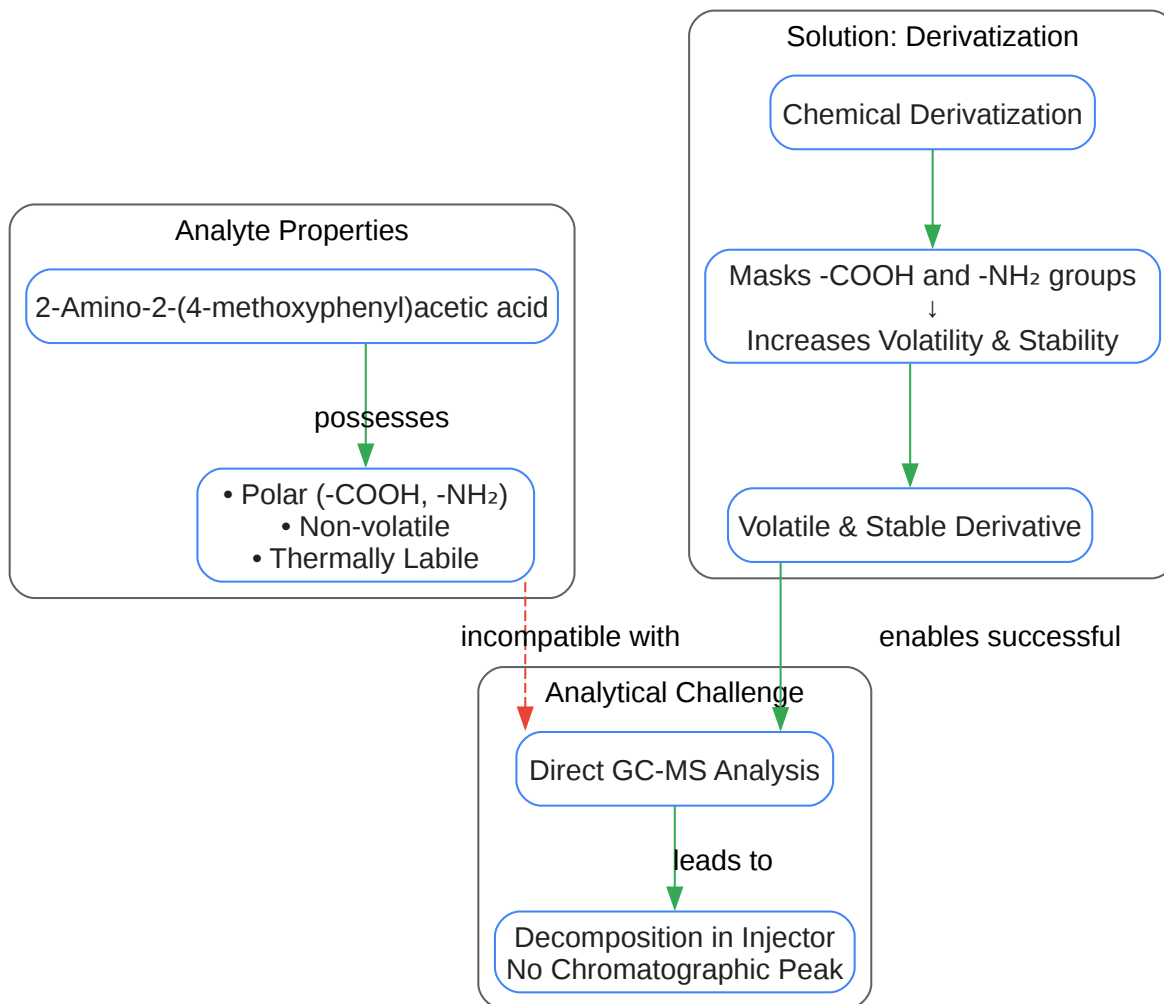 Solution: Derivatization
Chemical Derivatization
Masks -COOH and -NH₂ groups
↓
Increases Volatility & Stability
Volatile & Stable Derivative
Analyte Properties
2-Amino-2-(4-methoxyphenyl)acetic acid
possesses
• Polar (-COOH, -NH₂)
• Non-volatile
• Thermally Labile
incompatible with
enables successful
Analytical Challenge
Direct GC-MS Analysis
leads to
Decomposition in Injector
No Chromatographic Peak